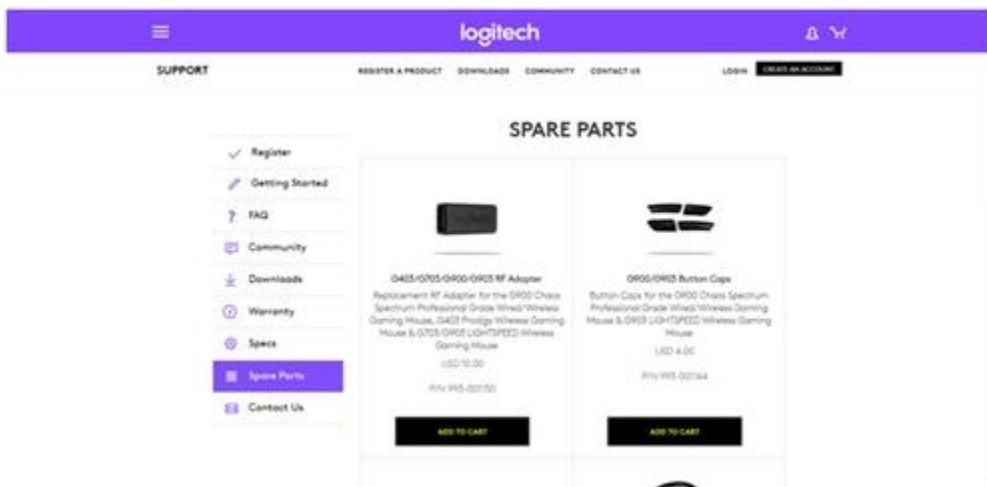 logitech
SUPPORT
REGISTER A PRODUCT DOWNLOADS COMMUNITY CONTACT US
LOGIN CREATE AN ACCOUNT
SPARE PARTS
Register
Getting Started
FAQ
Community
Downloads
Warranty
Specs
Spare Parts
Contact Us
G403/G703/G900/G903 RF Adapter
Replacement RF Adapter for the G900 Chaos
Spectrum Professional Grade Wired/Wireless
Gaming Mouse, G403 Prodigy Wireless Gaming
Mouse & G703/G903 LIGHTSPEED Wireless
Gaming Mouse
USD 10.00
P/N 993-001150
ADD TO CART
G900/G903 Button Caps
Button Caps for the G900 Chaos Spectrum
Professional Grade Wired/Wireless Gaming
Mouse & G903 LIGHTSPEED Wireless Gaming
Mouse
USD 4.00
P/N 993-001164
ADD TO CART